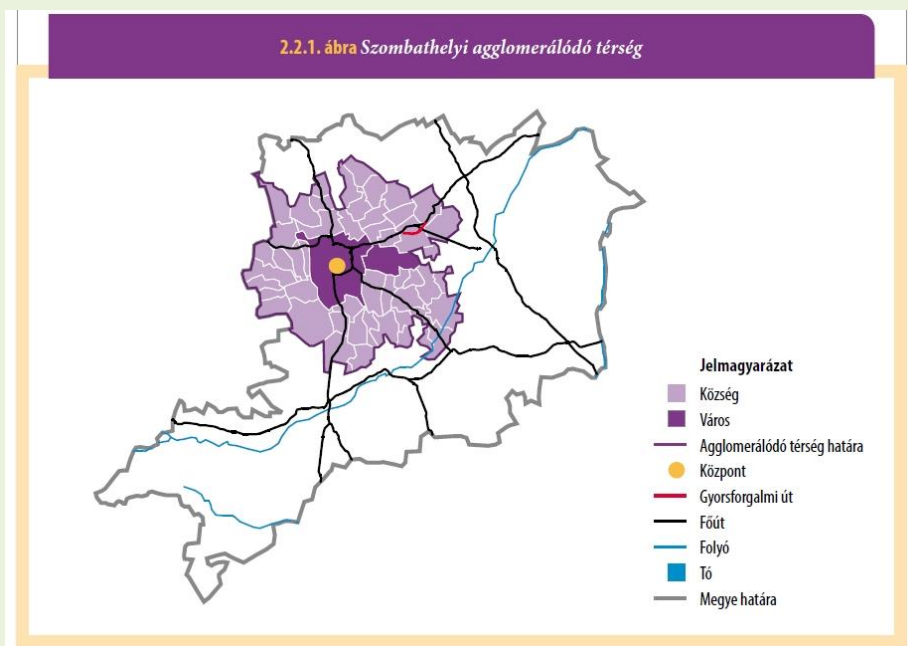 2.2.1. ábra Szombathelyi agglomerálódó térség
Jelmagyarázat
Község
Város
Agglomerálódó térség határa
Központ
Gyorsforgalmi út
Főút
Folyó
Tó
Megye határa